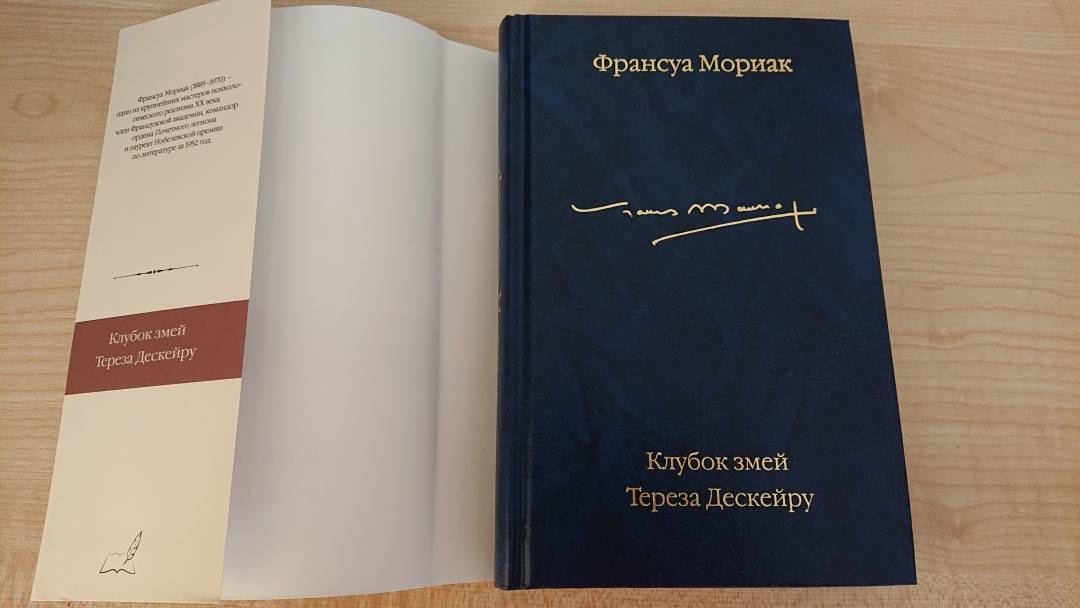 Франсуа Мориак (1885–1970) –
один из крупнейших мастеров психоло-
гического реализма XX века,
член Французской академии, командор
ордена Почетного легиона
и лауреат Нобелевской премии
по литературе за 1952 год.
Клубок змей
Тереза Дескейру
Франсуа Мориак
Клубок змей
Тереза Дескейру